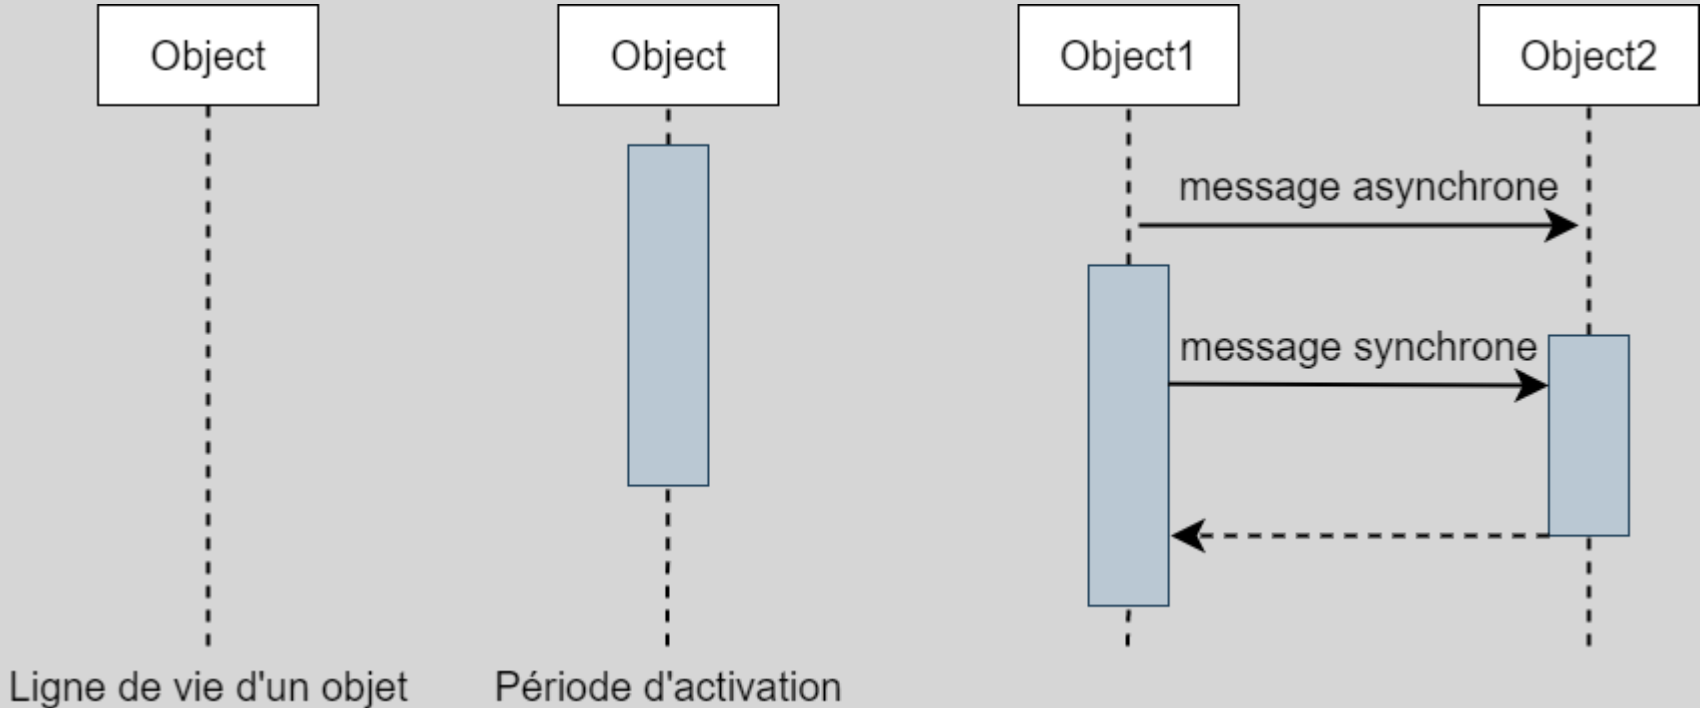 Object
Object
Object1
Object2
message asynchrone
message synchrone
Ligne de vie d'un objet
Période d'activation